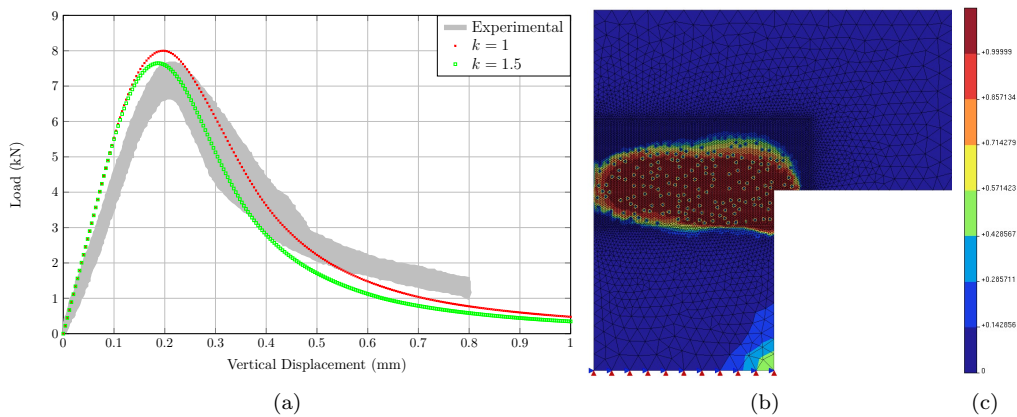 9
8
7
6
5
4
3
2
1
0
Load (kN)
0 0.1 0.2 0.3 0.4 0.5 0.6 0.7 0.8 0.9 1
Vertical Displacement (mm)
Experimental
k = 1
k = 1.5
+0.99999
+0.857134
+0.714279
+0.571423
+0.428567
+0.285711
+0.142856
0
(a) (b) (c)